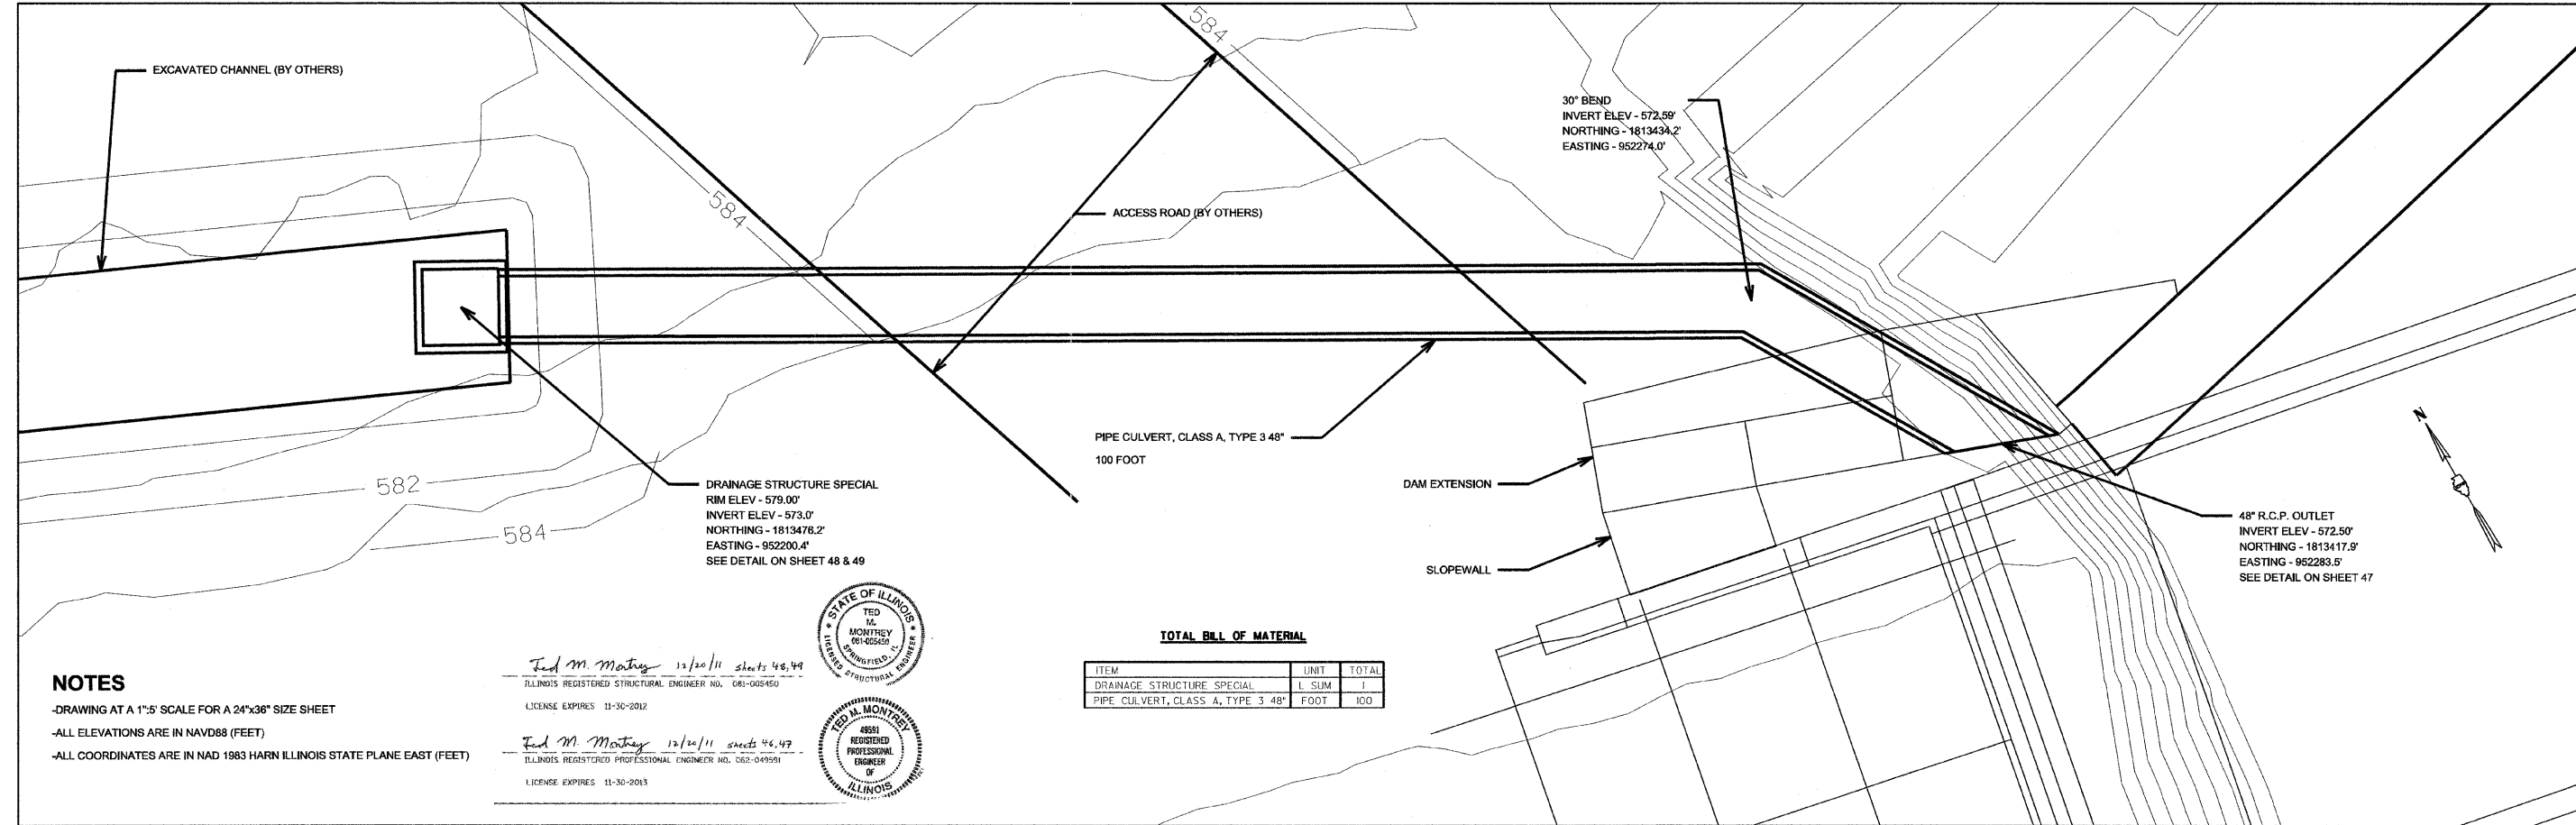 EXCAVATED CHANNEL (BY OTHERS)
584
30° BEND
INVERT ELEV - 572.59'
NORTHING - 1813434.2'
EASTING - 952274.0'
584
ACCESS ROAD (BY OTHERS)
PIPE CULVERT, CLASS A, TYPE 3 48"
100 FOOT
N
582
584
DRAINAGE STRUCTURE SPECIAL
RIM ELEV - 579.00'
INVERT ELEV - 573.0'
NORTHING - 1813476.2'
EASTING - 952200.4'
SEE DETAIL ON SHEET 48 & 49
DAM EXTENSION
SLOPEWALL
48" R.C.P. OUTLET
INVERT ELEV - 572.50'
NORTHING - 1813417.9'
EASTING - 952283.5'
SEE DETAIL ON SHEET 47
NOTES
-DRAWING AT A 1":5' SCALE FOR A 24"x36" SIZE SHEET
-ALL ELEVATIONS ARE IN NAVD88 (FEET)
-ALL COORDINATES ARE IN NAD 1983 HARN ILLINOIS STATE PLANE EAST (FEET)
Ted M. Montrey 12/20/11 sheets 48,49
ILLINOIS REGISTERED STRUCTURAL ENGINEER NO. 081-005450
LICENSE EXPIRES 11-30-2012
STATE OF ILLINOIS
TED
M.
MONTREY
081-005450
SPRINGFIELD, IL
LICENSED STRUCTURAL ENGINEER
Ted M. Montrey 12/20/11 sheets 46,47
ILLINOIS REGISTERED PROFESSIONAL ENGINEER NO. 062-049591
LICENSE EXPIRES 11-30-2013
TED M. MONTREY
49591
REGISTERED
PROFESSIONAL
ENGINEER
OF
ILLINOIS
TOTAL BILL OF MATERIAL
ITEM UNIT TOTAL
DRAINAGE STRUCTURE SPECIAL L SUM 1
PIPE CULVERT, CLASS A, TYPE 3 48" FOOT 100